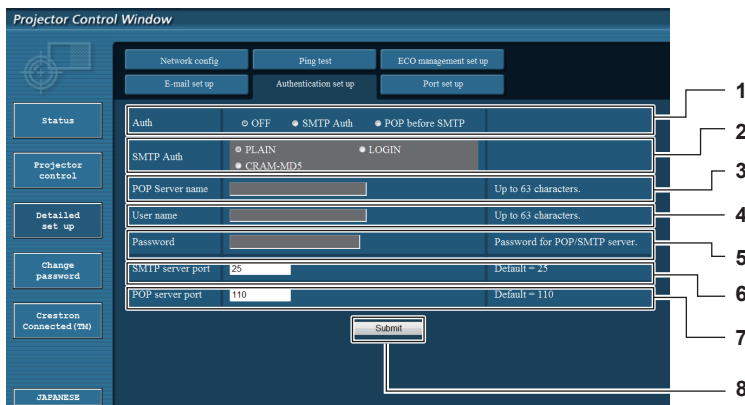 Projector Control Window
Network config
Ping test
ECO management set up
E-mail set up
Authentication set up
Port set up
Status
Projector
control
Detailed
set up
Change
password
Crestron
Connected(TM)
JAPANESE
Auth OFF SMTP Auth POP before SMTP
SMTP Auth PLAIN LOGIN
CRAM-MD5
POP Server name Up to 63 characters.
User name Up to 63 characters.
Password Password for POP/SMTP server.
SMTP server port 25 Default = 25
POP server port 110 Default = 110
Submit
1
2
3
4
5
6
7
8